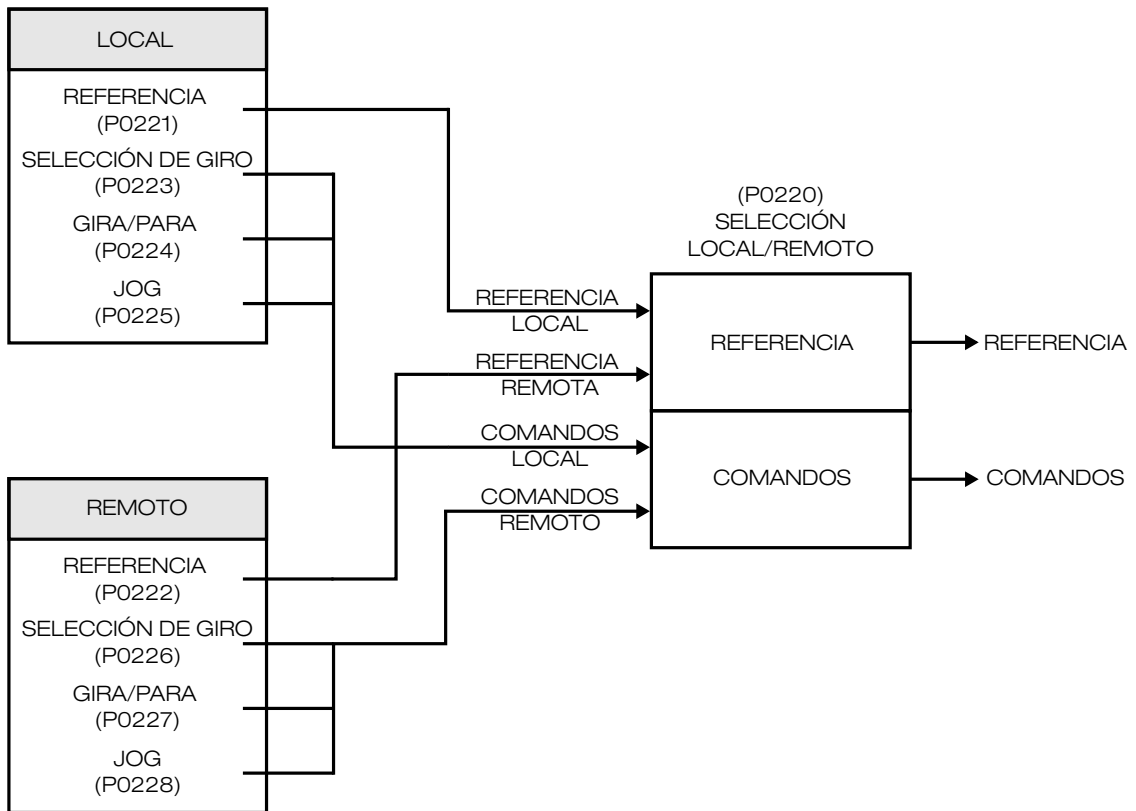 LOCAL
REFERENCIA
(P0221)
SELECCIÓN DE GIRO
(P0223)
GIRA/PARA
(P0224)
JOG
(P0225)
REMOTO
REFERENCIA
(P0222)
SELECCIÓN DE GIRO
(P0226)
GIRA/PARA
(P0227)
JOG
(P0228)
REFERENCIA
LOCAL
REFERENCIA
REMOTA
COMANDOS
LOCAL
COMANDOS
REMOTO
(P0220)
SELECCIÓN
LOCAL/REMOTO
REFERENCIA
COMANDOS
REFERENCIA
COMANDOS